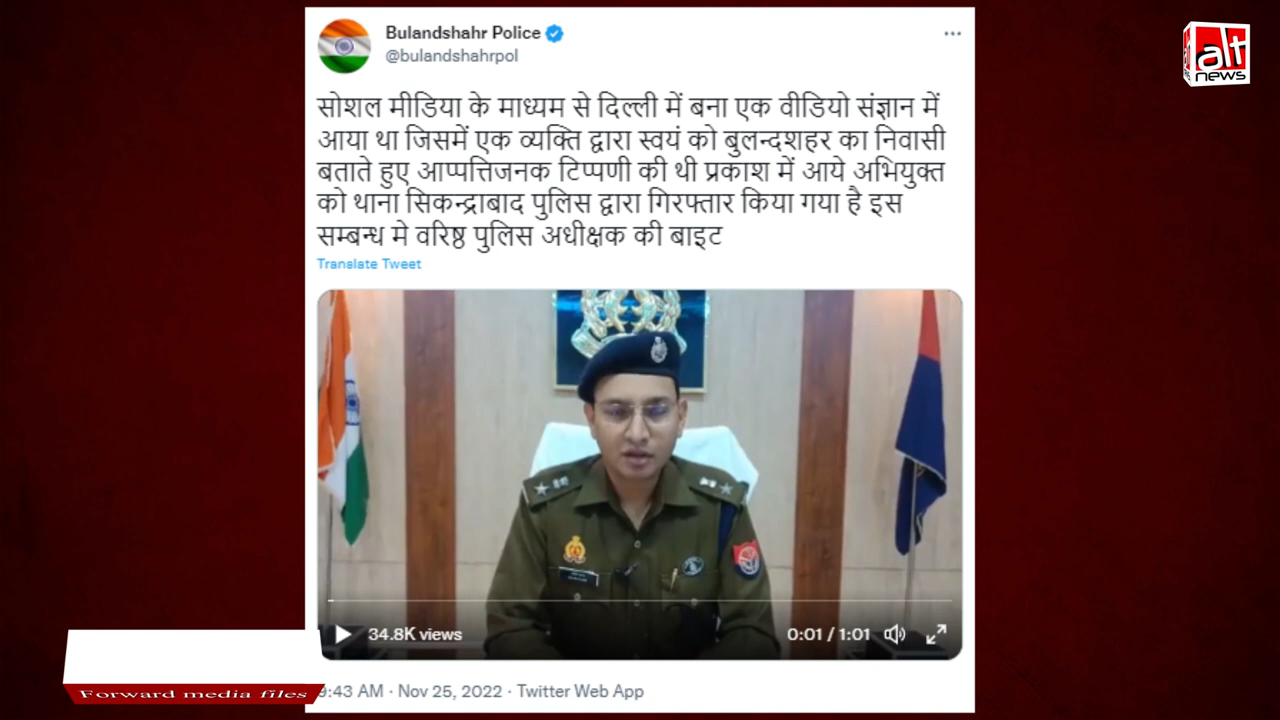 Bulandshahr Police
@bulandshahrpol
alt
news
सोशल मीडिया के माध्यम से दिल्ली में बना एक वीडियो संज्ञान में
आया था जिसमें एक व्यक्ति द्वारा स्वयं को बुलन्दशहर का निवासी
बताते हुए आप्पत्तिजनक टिप्पणी की थी प्रकाश में आये अभियुक्त
को थाना सिकन्द्राबाद पुलिस द्वारा गिरफ्तार किया गया है इस
सम्बन्ध मे वरिष्ठ पुलिस अधीक्षक की बाइट
Translate Tweet
34.8K views
0:01 / 1:01
Forward media files
9:43 AM · Nov 25, 2022 · Twitter Web App